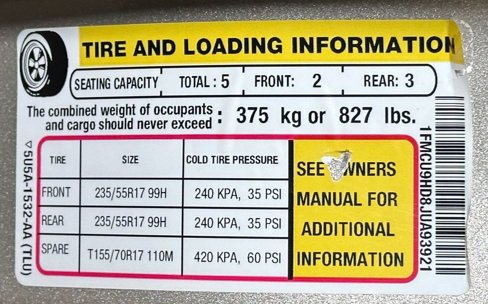 TIRE AND LOADING INFORMATION
SEATING CAPACITY TOTAL : 5 FRONT: 2 REAR: 3
The combined weight of occupants
and cargo should never exceed : 375 kg or 827 lbs.
TIRE SIZE COLD TIRE PRESSURE
FRONT 235/55R17 99H 240 KPA, 35 PSI
REAR 235/55R17 99H 240 KPA, 35 PSI
SPARE T155/70R17 110M 420 KPA, 60 PSI
SEE WNERS
MANUAL FOR
ADDITIONAL
INFORMATION
▽5U5A-1532-AA (TLU)
1FMCU9HD8JUA93921